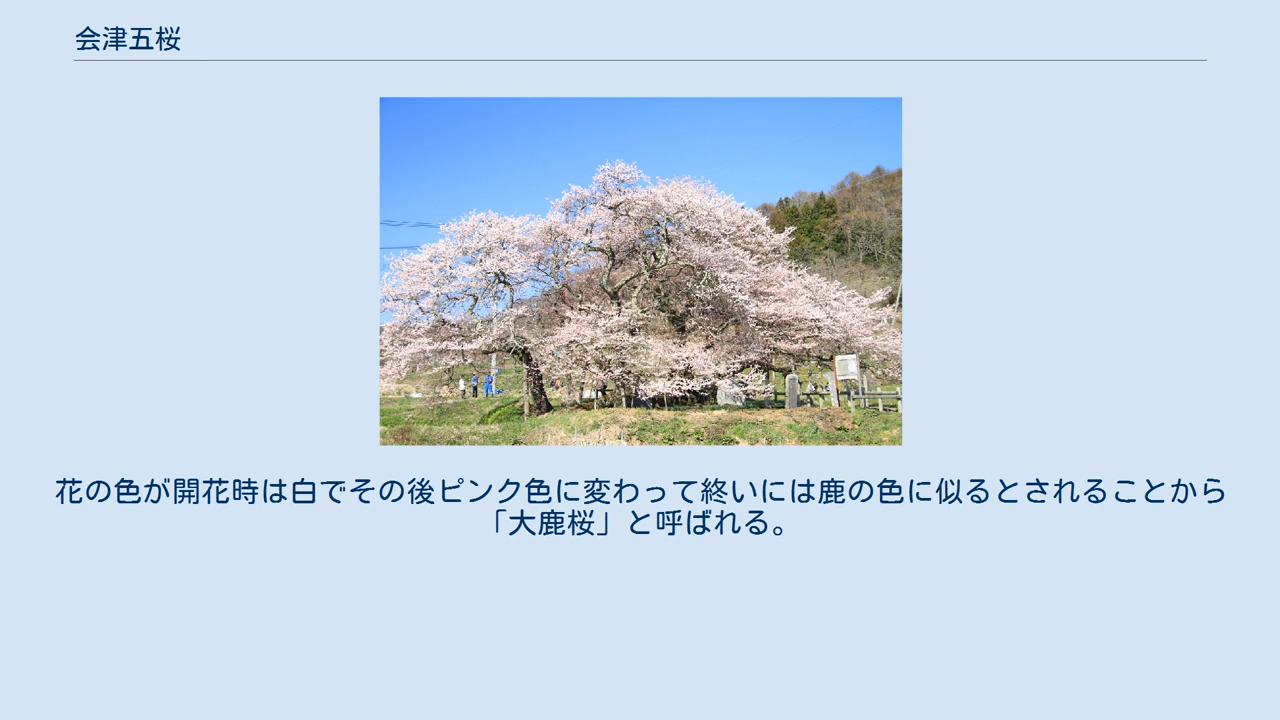 会津五桜
花の色が開花時は白でその後ピンク色に変わって終いには鹿の色に似るとされることから
「大鹿桜」と呼ばれる。